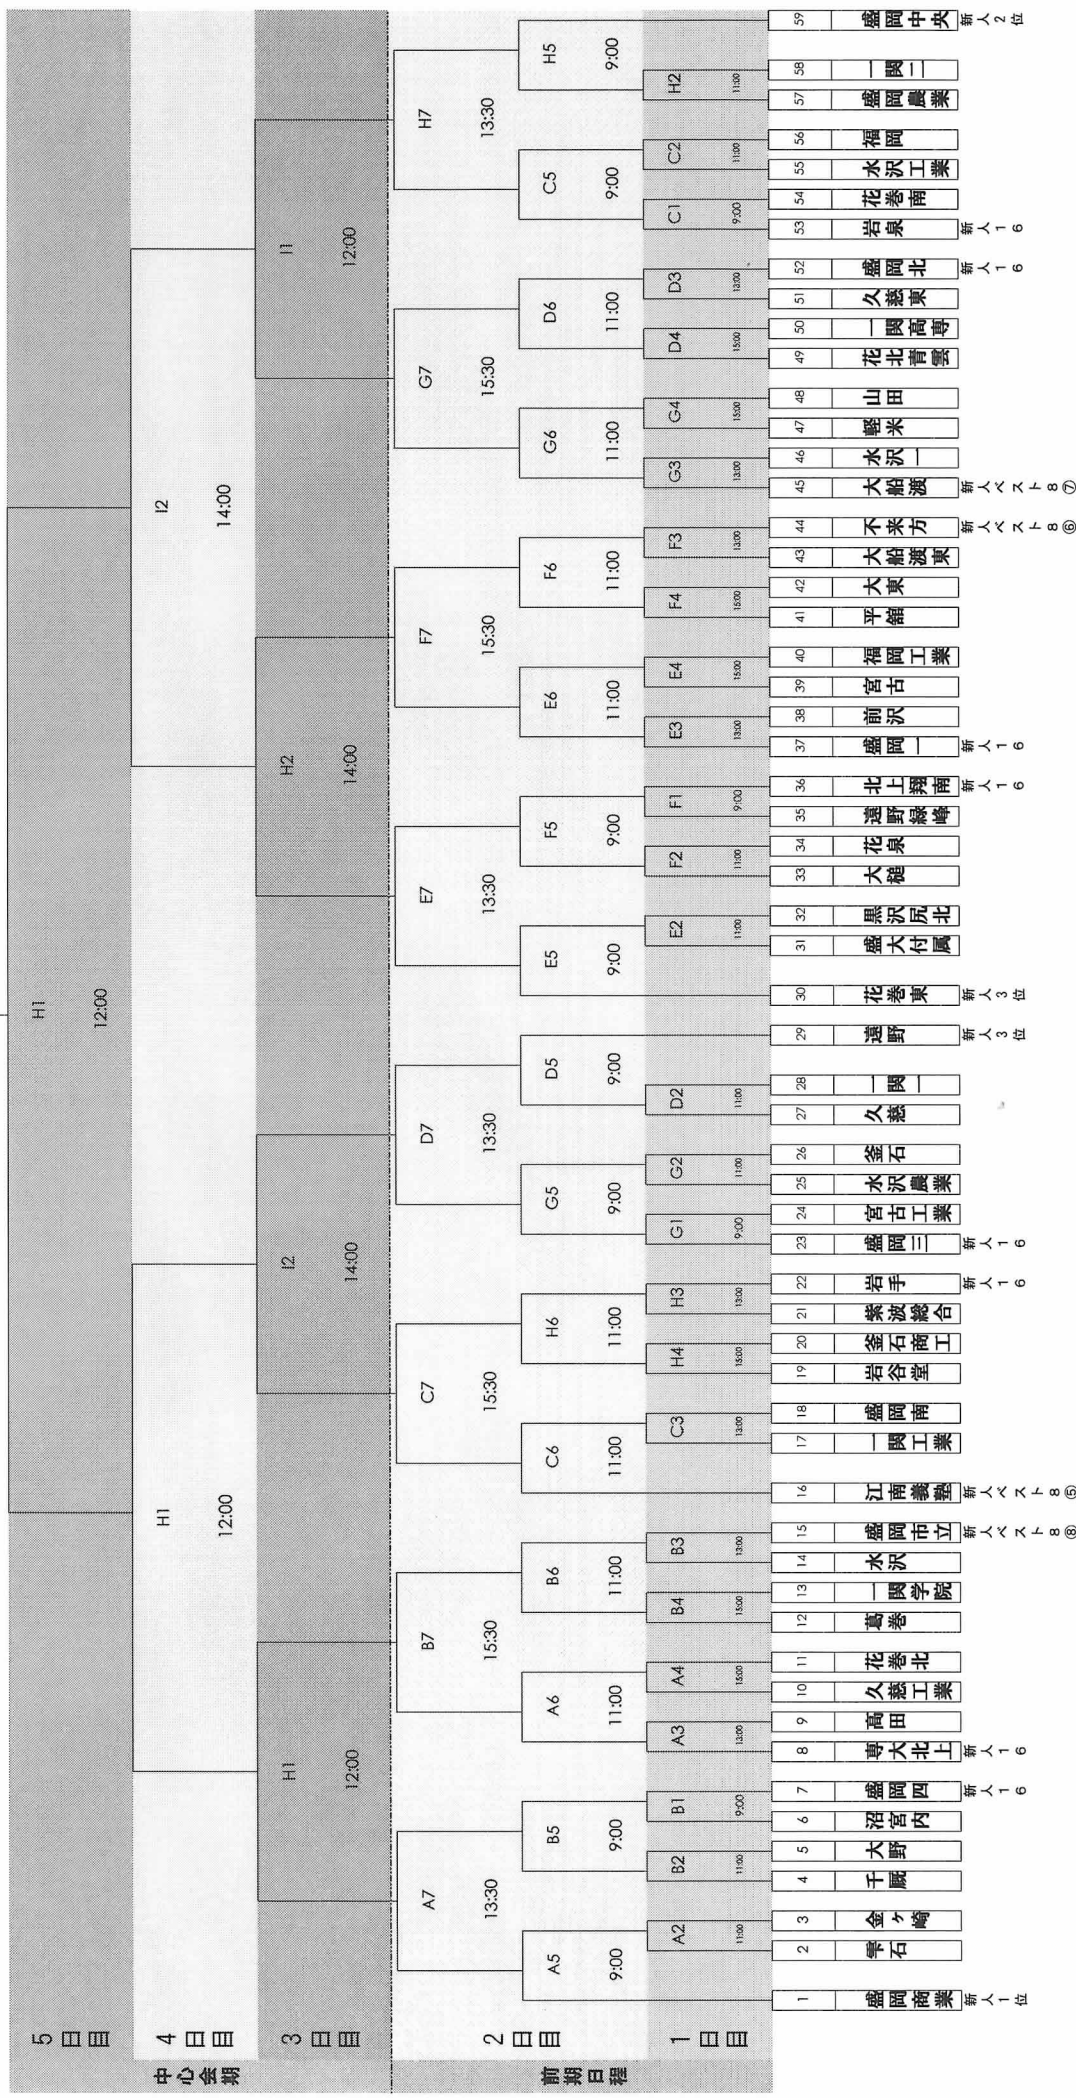 5日目
H1
12:00
中心会期
4日目
H1
12:00
I2
14:00
3日目
H1
12:00
I2
14:00
H2
14:00
I1
12:00
前期日程
2日目
A7
13:30
B7
15:30
C7
15:30
D7
13:30
E7
13:30
F7
15:30
G7
15:30
H7
13:30
A5
9:00
B5
9:00
A6
11:00
B6
11:00
C6
11:00
H6
11:00
G5
9:00
D5
9:00
E5
9:00
F5
9:00
E6
11:00
F6
11:00
G6
11:00
D6
11:00
C5
9:00
H5
9:00
1日目
A2
11:00
B2
11:00
B1
9:00
A3
13:00
A4
15:00
B4
15:00
B3
13:00
C3
13:00
H4
15:00
H3
13:00
G1
9:00
G2
11:00
D2
11:00
E2
11:00
F2
11:00
F1
9:00
E3
13:00
E4
15:00
F4
15:00
F3
13:00
G3
13:00
G4
15:00
D4
15:00
D3
13:00
C1
9:00
C2
11:00
H2
11:00
1
盛岡商業
新人1位
2
雫石
3
金ヶ崎
4
千厩
5
大野
6
沼宮内
7
盛岡四
新人16
8
専大北上
新人16
9
高田
10
久慈工業
11
花巻北
12
葛巻
13
一関学院
14
水沢
15
盛岡市立
新人ベスト8⑧
16
江南義塾
新人ベスト8⑤
17
一関工業
18
盛岡南
19
岩谷堂
20
釜石商工
21
紫波総合
22
岩手
新人16
23
盛岡三
新人16
24
宮古工業
25
水沢農業
26
釜石
27
久慈
28
一関一
29
遠野
新人3位
30
花巻東
新人3位
31
盛大付属
32
黒沢尻北
33
大槌
34
花泉
35
遠野緑峰
36
北上翔南
新人16
37
盛岡一
新人16
38
前沢
39
宮古
40
福岡工業
41
平舘
42
大東
43
大船渡東
44
不来方
新人ベスト8⑥
45
大船渡
新人ベスト8⑦
46
水沢一
47
軽米
48
山田
49
花北青雲
50
一関高専
51
久慈東
52
盛岡北
新人16
53
岩泉
新人16
54
花巻南
55
水沢工業
56
福岡
57
盛岡農業
58
一関二
59
盛岡中央
新人2位